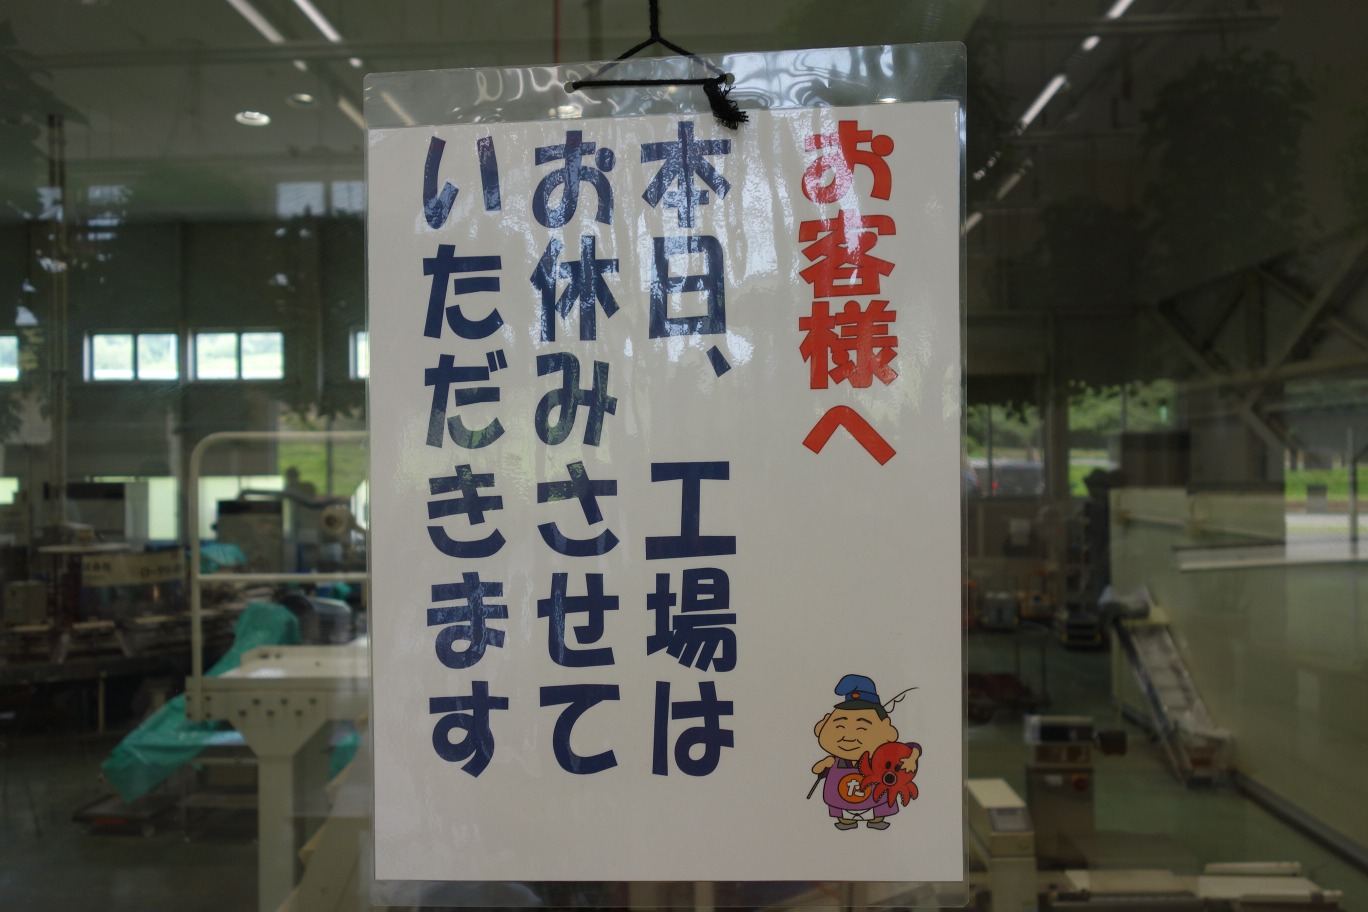 お客様へ
本日、　工場は
お休みさせて
いただきます
た